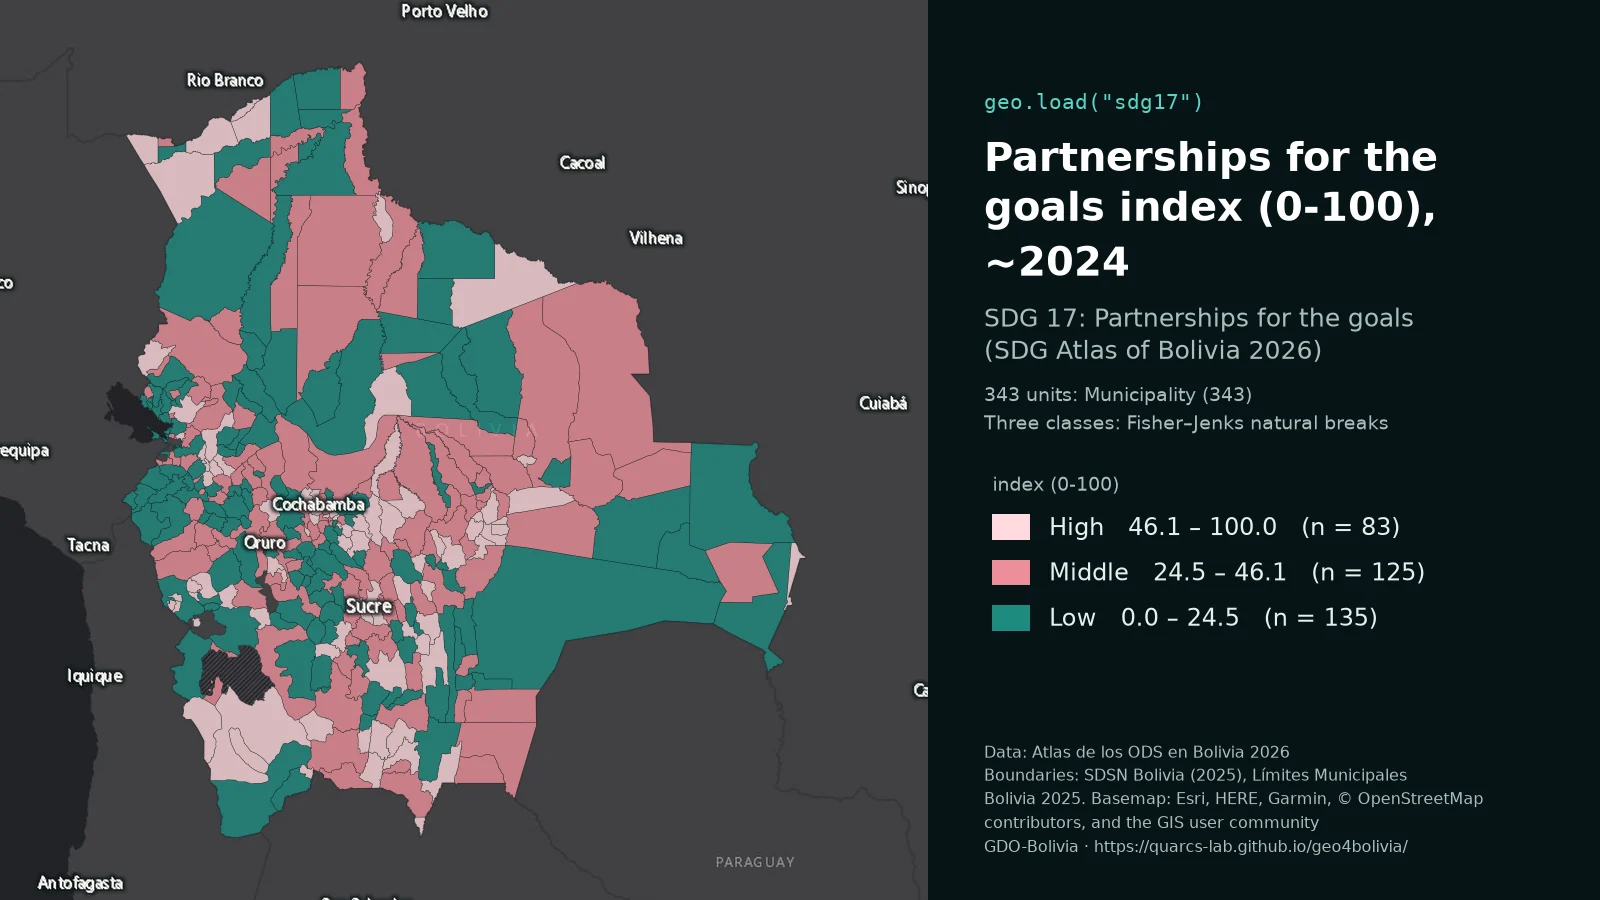 Porto Velho
Rio Branco
Cacoal
Vilhena
Cuiabá
BOLIVIA
Cochabamba
Oruro
Tacna
Sucre
Iquique
PARAGUAY
Antofagasta
geo.load("sdg17")
Partnerships for the
goals index (0-100),
~2024
SDG 17: Partnerships for the goals
(SDG Atlas of Bolivia 2026)
343 units: Municipality (343)
Three classes: Fisher–Jenks natural breaks
index (0-100)
High 46.1 – 100.0 (n = 83)
Middle 24.5 – 46.1 (n = 125)
Low 0.0 – 24.5 (n = 135)
Data: Atlas de los ODS en Bolivia 2026
Boundaries: SDSN Bolivia (2025), Límites Municipales
Bolivia 2025. Basemap: Esri, HERE, Garmin, © OpenStreetMap
contributors, and the GIS user community
GDO-Bolivia · https://quarcs-lab.github.io/geo4bolivia/